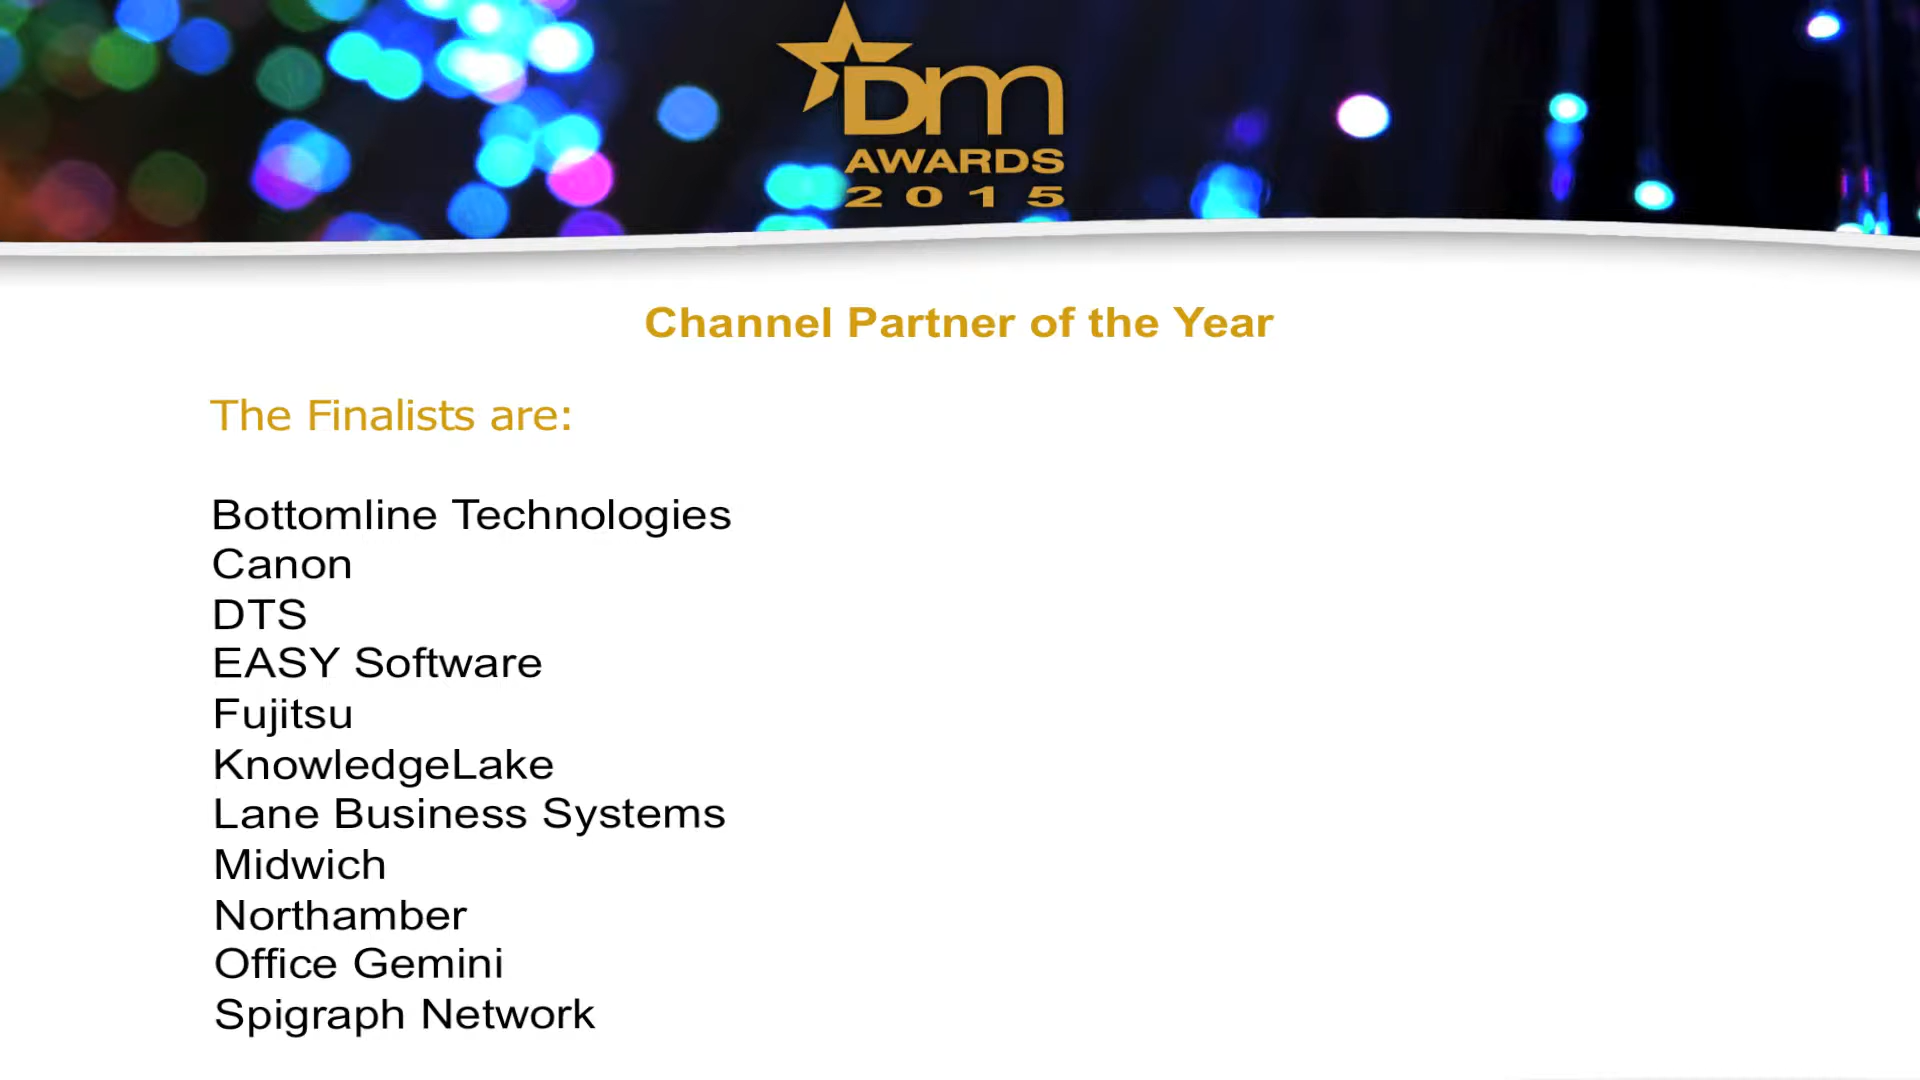 Dm
AWARDS
2015
Channel Partner of the Year
The Finalists are:
Bottomline Technologies
Canon
DTS
EASY Software
Fujitsu
KnowledgeLake
Lane Business Systems
Midwich
Northamber
Office Gemini
Spigraph Network